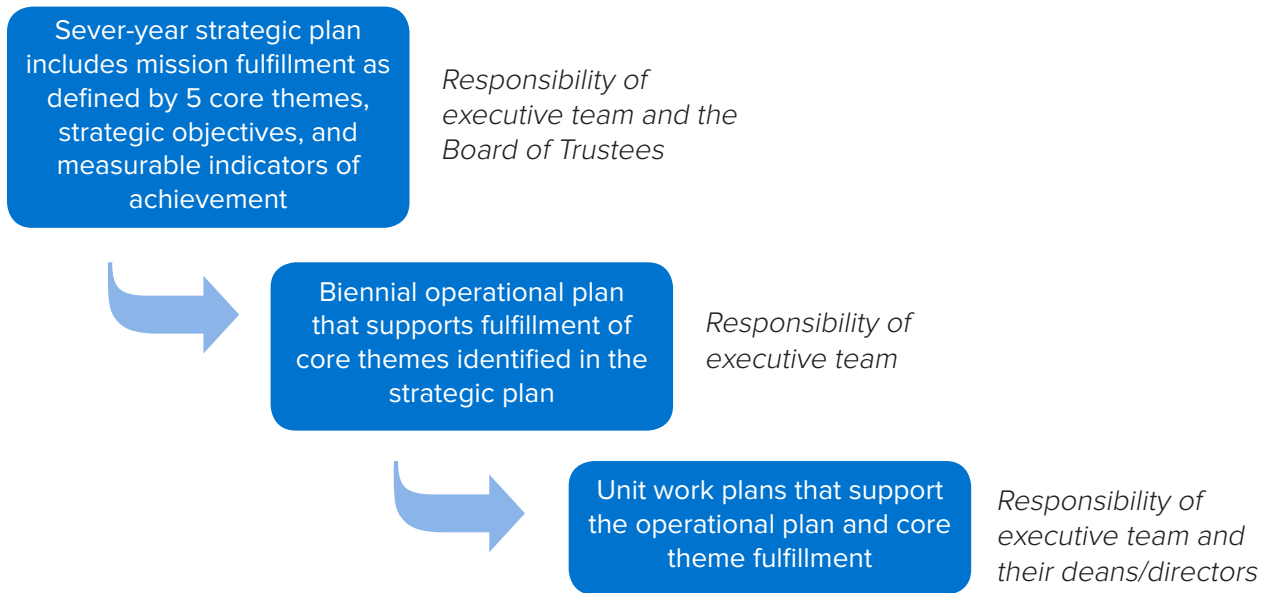 Sever-year strategic plan
includes mission fulfillment as
defined by 5 core themes,
strategic objectives, and
measurable indicators of
achievement
Responsibility of
executive team and the
Board of Trustees
Biennial operational plan
that supports fulfillment of
core themes identified in the
strategic plan
Responsibility of
executive team
Unit work plans that support
the operational plan and core
theme fulfillment
Responsibility of
executive team and
their deans/directors